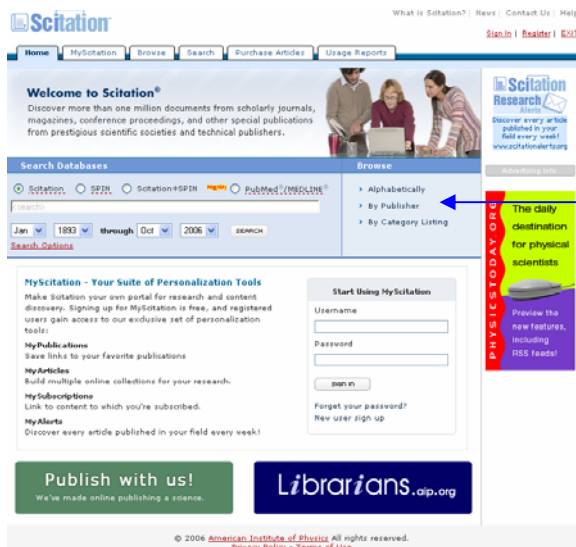 What is Scitation? | News | Contact Us | Help
Scitation
Sign In | Register | EXIT
Home MyScitation Browse Search Purchase Articles Usage Reports
Welcome to Scitation®
Discover more than one million documents from scholarly journals,
magazines, conference proceedings, and other special publications
from prestigious scientific societies and technical publishers.
Scitation
Research
Alerts
Discover every article
published in your
field every week!
www.scitationalerts.org
Advertising Info
Search Databases
Scitation SPIN Scitation+SPIN PubMed®/MEDLINE®
(search)
Jan 1893 through Oct 2006 SEARCH
Search Options
Browse
Alphabetically
By Publisher
By Category Listing
PHYSICSTODAY.ORG
The daily
destination
for physical
scientists
Preview the
new features,
including
RSS feeds!
MyScitation - Your Suite of Personalization Tools
Make Scitation your own portal for research and content
discovery. Signing up for MyScitation is free, and registered
users gain access to our exclusive set of personalization
tools:
MyPublications
Save links to your favorite publications
MyArticles
Build multiple online collections for your research.
MySubscriptions
Link to content to which you're subscribed.
MyAlerts
Discover every article published in your field every week!
Start Using MyScitation
Username
Password
sign in
Forget your password?
New user sign up
Publish with us!
We've made online publishing a science.
Librarians.aip.org
© 2006 American Institute of Physics All rights reserved.
Privacy Policy - Terms of Use